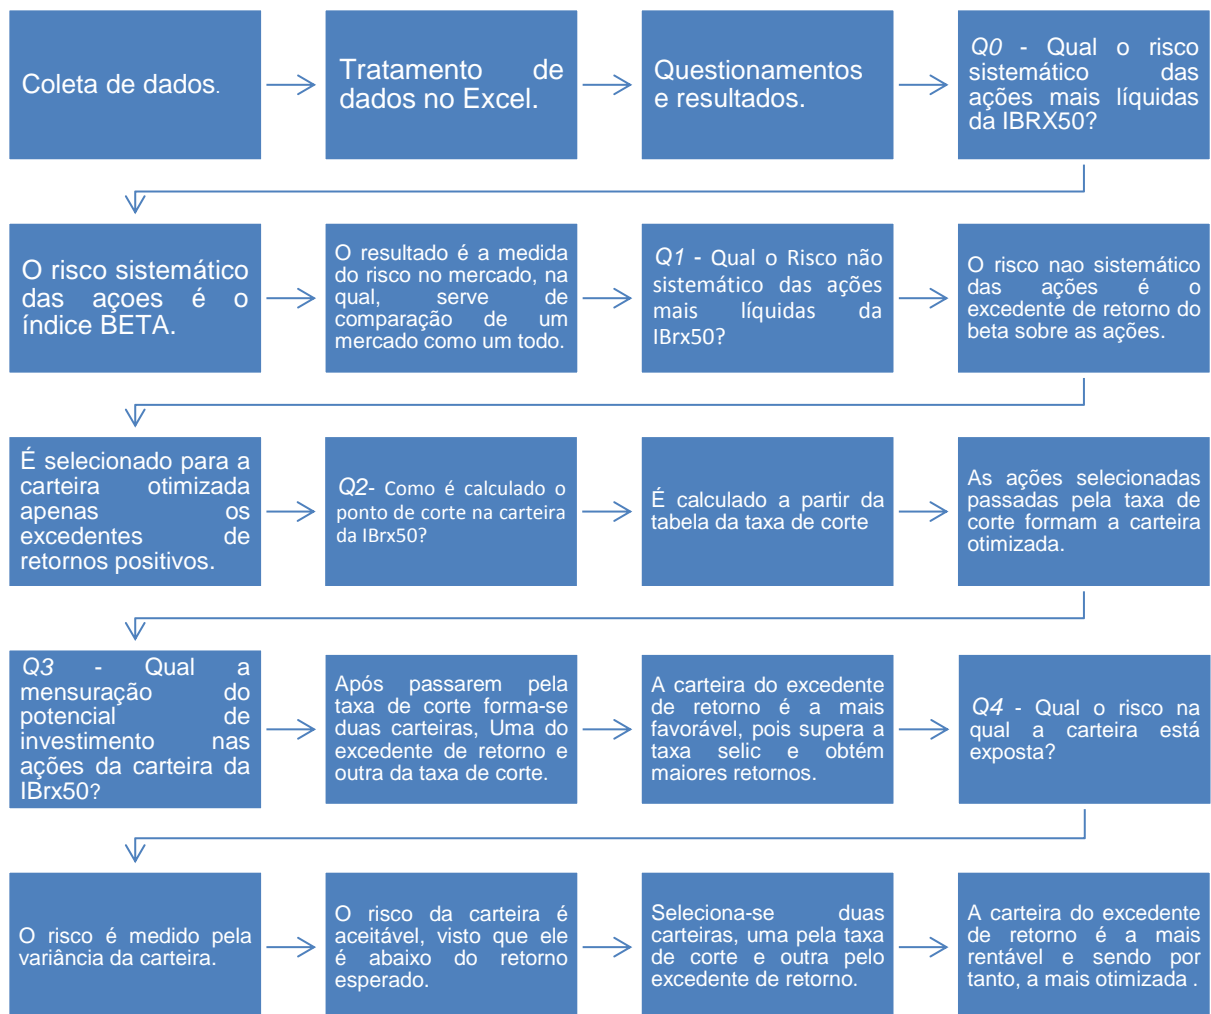 Coleta de dados.
Tratamento de
dados no Excel.
Questionamentos
e resultados.
Q0 - Qual o risco
sistemático das
ações mais líquidas
da IBRX50?
O risco sistemático
das açoes é o
índice BETA.
O resultado é a medida
do risco no mercado, na
qual, serve de
comparação de um
mercado como um todo.
Q1 - Qual o Risco não
sistemático das ações
mais líquidas da
IBrx50?
O risco nao sistemático
das ações é o
excedente de retorno do
beta sobre as ações.
É selecionado para a
carteira otimizada
apenas os
excedentes de
retornos positivos.
Q2- Como é calculado o
ponto de corte na carteira
da IBrx50?
É calculado a partir da
tabela da taxa de corte
As ações selecionadas
passadas pela taxa de
corte formam a carteira
otimizada.
Q3 - Qual a
mensuração do
potencial de
investimento nas
ações da carteira da
IBrx50?
Após passarem pela
taxa de corte forma-se
duas carteiras, Uma do
excedente de retorno e
outra da taxa de corte.
A carteira do excedente
de retorno é a mais
favorável, pois supera a
taxa selic e obtém
maiores retornos.
Q4 - Qual o risco na
qual a carteira está
exposta?
O risco é medido pela
variância da carteira.
O risco da carteira é
aceitável, visto que ele
é abaixo do retorno
esperado.
Seleciona-se duas
carteiras, uma pela taxa
de corte e outra pelo
excedente de retorno.
A carteira do excedente
de retorno é a mais
rentável e sendo por
tanto, a mais otimizada .